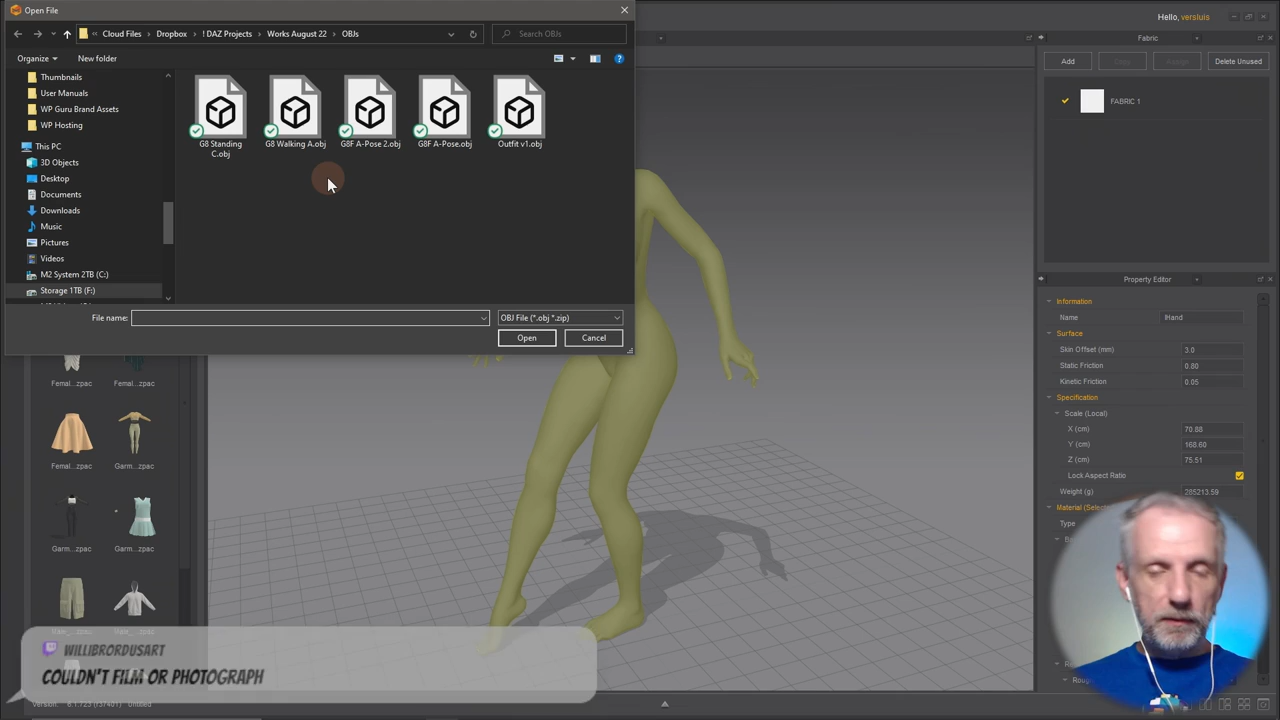 Open File
Hello, versluis
Cloud Files
Dropbox
! DAZ Projects
Works August 22
OBJs
Search OBJs
Fabric
Organize
New folder
Add
Copy
Assign
Delete Unused
Thumbnails
User Manuals
WP Guru Brand Assets
WP Hosting
This PC
3D Objects
Desktop
Documents
Downloads
Music
Pictures
Videos
M2 System 2TB (C:)
Storage 1TB (F:)
G8 Standing
C.obj
G8 Walking A.obj
G8F A-Pose 2.obj
G8F A-Pose.obj
Outfit v1.obj
FABRIC 1
File name:
OBJ File (*.obj *.zip)
Open
Cancel
Property Editor
Information
Name
lHand
Surface
Skin Offset (mm)
3.0
Static Friction
0.80
Kinetic Friction
0.05
Specification
Scale (Local)
X (cm)
70.88
Y (cm)
168.60
Z (cm)
75.51
Lock Aspect Ratio
Weight (g)
285213.59
Type
Femal...zpac
Femal...zpac
Femal...zpac
Garm...zpac
Garm...zpac
Garm...zpac
WILLIBRORDUSART
COULDN'T FILM OR PHOTOGRAPH